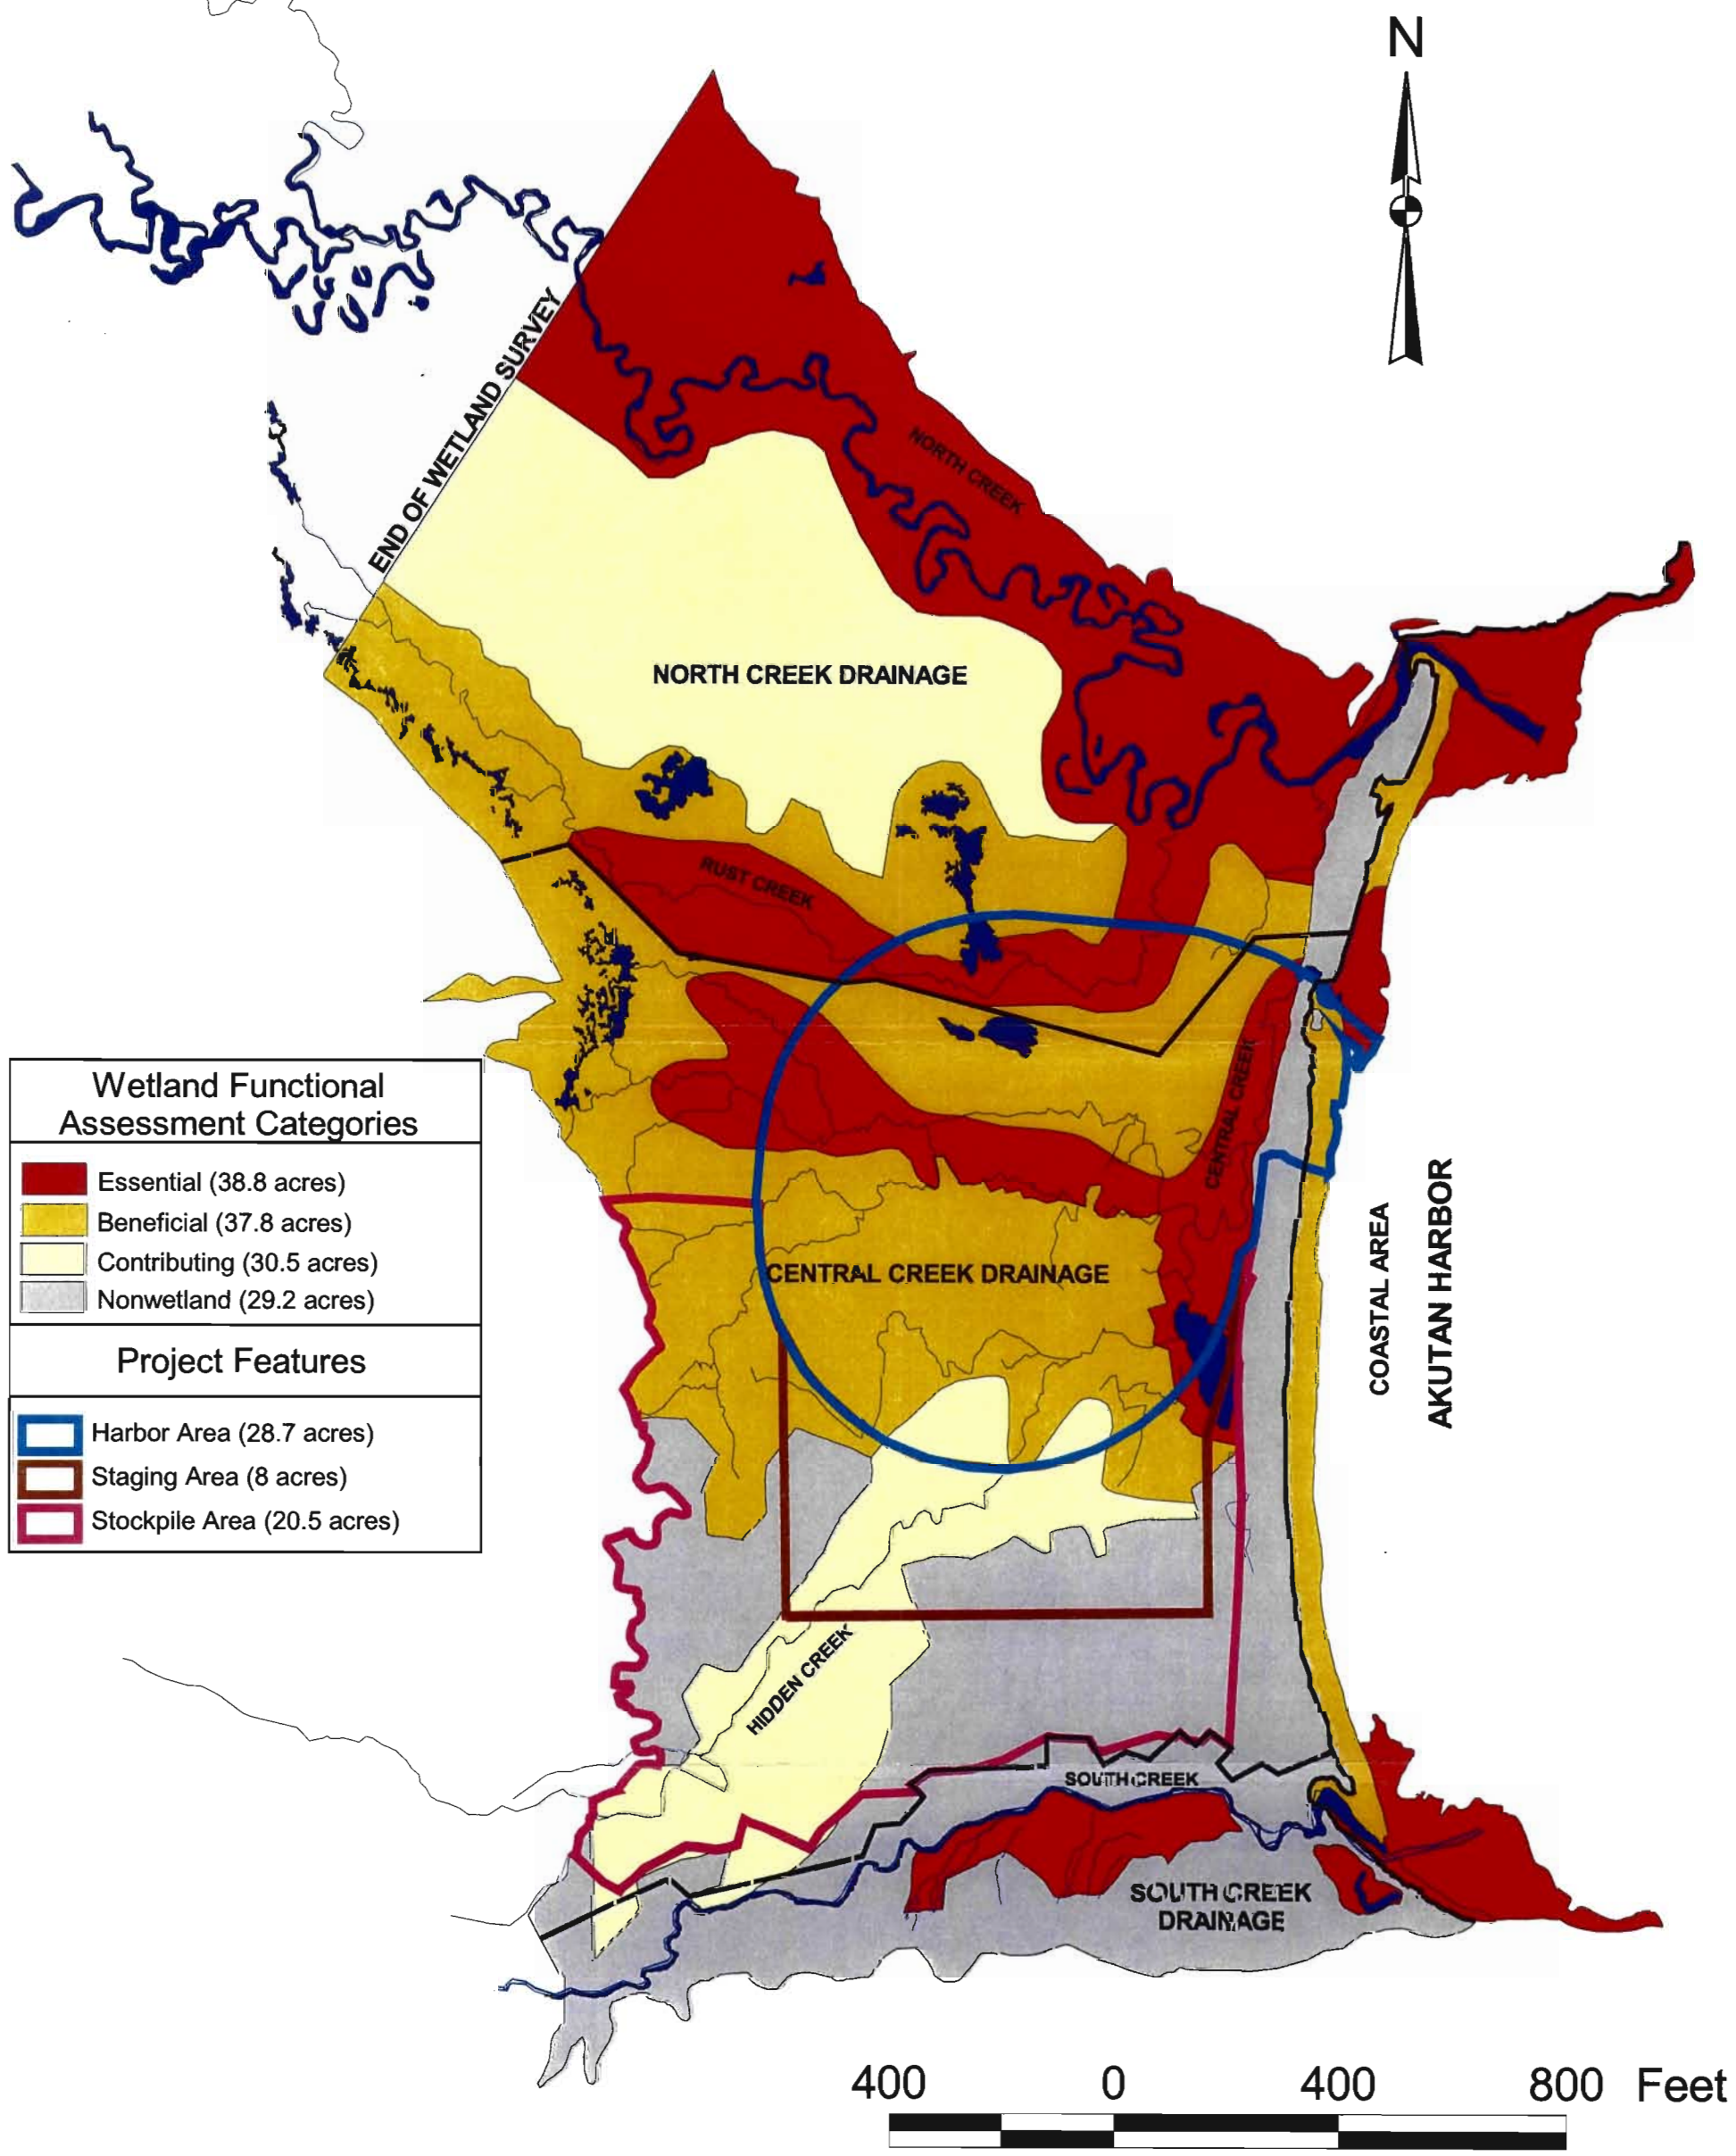 N
END OF WETLAND SURVEY
NORTH CREEK
NORTH CREEK DRAINAGE
RUST CREEK
CENTRAL CREEK
CENTRAL CREEK DRAINAGE
COASTAL AREA
AKUTAN HARBOR
Wetland Functional
Assessment Categories
Essential (38.8 acres)
Beneficial (37.8 acres)
Contributing (30.5 acres)
Nonwetland (29.2 acres)
Project Features
Harbor Area (28.7 acres)
Staging Area (8 acres)
Stockpile Area (20.5 acres)
HIDDEN CREEK
SOUTH CREEK
SOUTH CREEK
DRAINAGE
400 0 400 800 Feet